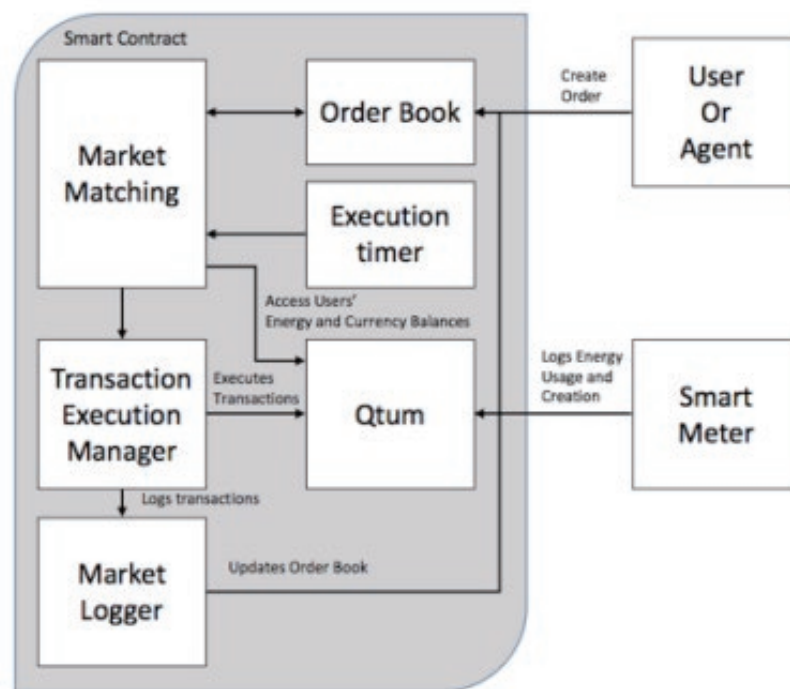 Smart Contract
Market
Matching
Order Book
Create
Order
User
Or
Agent
Execution
timer
Access Users'
Energy and Currency Balances
Transaction
Execution
Manager
Executes
Transactions
Qtum
Logs Energy
Usage and
Creation
Smart
Meter
Logs transactions
Market
Logger
Updates Order Book